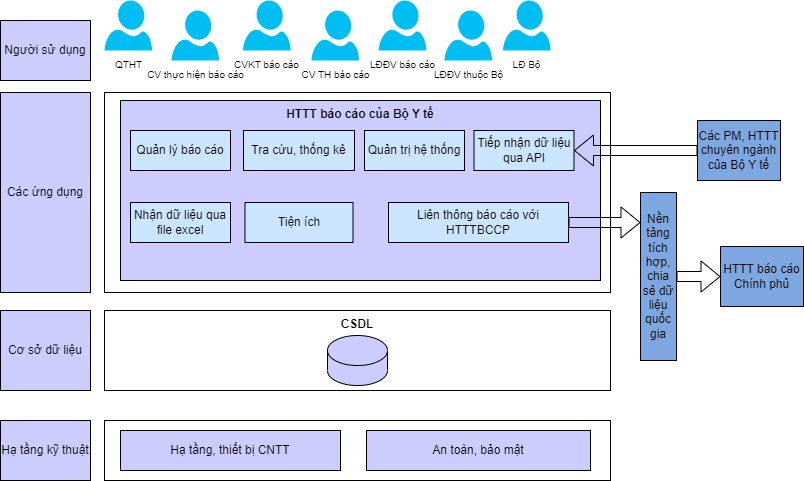 Người sử dụng
QTHT
CV thực hiện báo cáo
CVKT báo cáo
CV TH báo cáo
LĐĐV báo cáo
LĐĐV thuộc Bộ
LĐ Bộ
Các ứng dụng
HTTT báo cáo của Bộ Y tế
Quản lý báo cáo
Tra cứu, thống kê
Quản trị hệ thống
Tiếp nhận dữ liệu
qua API
Các PM, HTTT
chuyên ngành
của Bộ Y tế
Nhận dữ liệu qua
file excel
Tiện ích
Liên thông báo cáo với
HTTTBCCP
Nền
tảng
tích
hợp,
chia
sẻ dữ
liệu
quốc
gia
HTTT báo cáo
Chính phủ
Cơ sở dữ liệu
CSDL
Hạ tầng kỹ thuật
Hạ tầng, thiết bị CNTT
An toàn, bảo mật